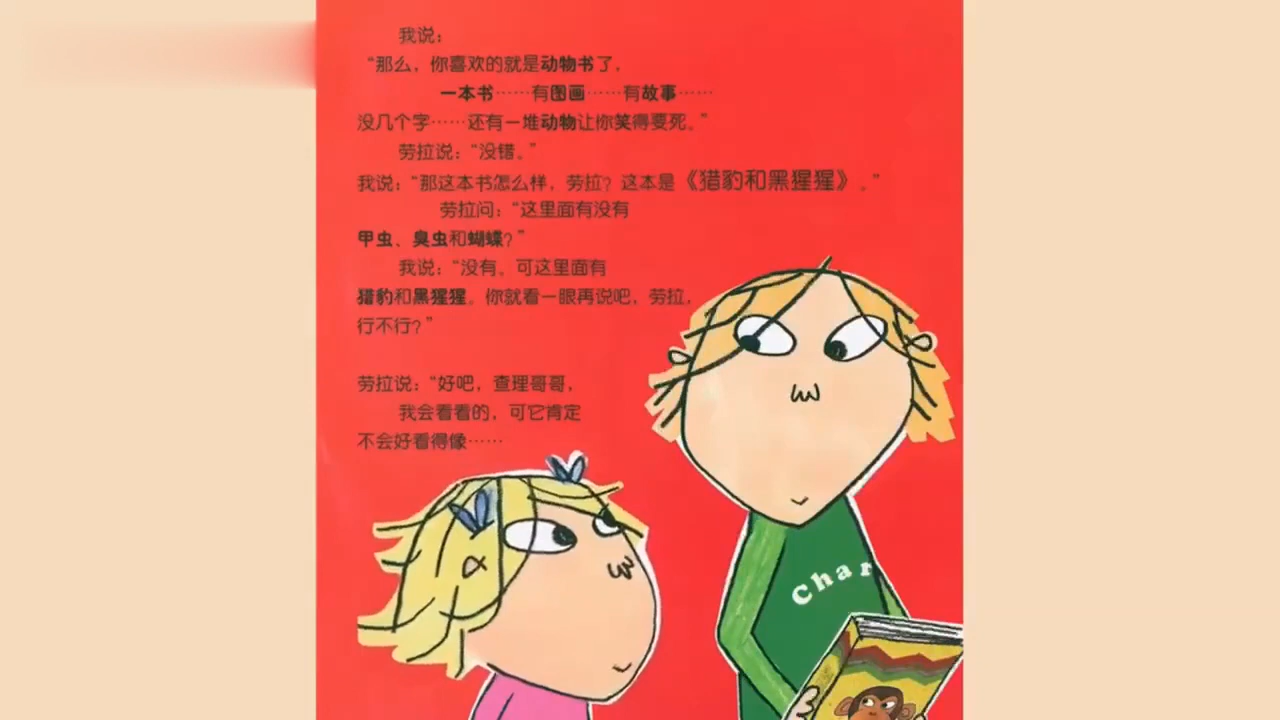 我说：
“那么，你喜欢的就是动物书了，
一本书……有图画……有故事……
没几个字……还有一堆动物让你笑得要死。”
劳拉说：“没错。”
我说：“那这本书怎么样，劳拉？这本是《猎豹和黑猩猩》。”
劳拉问：“这里面有没有
甲虫、臭虫和蝴蝶？”
我说：“没有。可这里面有
猎豹和黑猩猩。你就看一眼再说吧，劳拉，
行不行？”
劳拉说：“好吧，查理哥哥，
我会看看的，可它肯定
不会好看得像……
Char